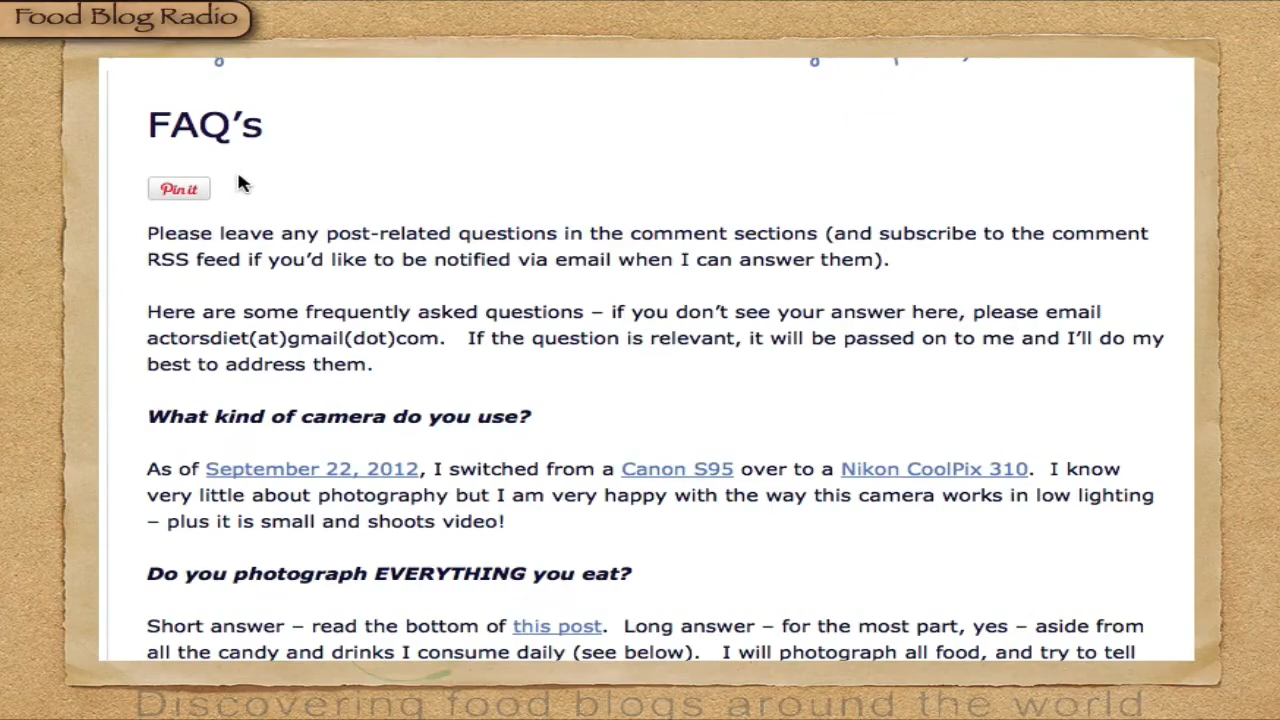 Food Blog Radio
FAQ’s
Pin it
Please leave any post-related questions in the comment sections (and subscribe to the comment
RSS feed if you’d like to be notified via email when I can answer them).
Here are some frequently asked questions – if you don’t see your answer here, please email
actorsdiet(at)gmail(dot)com.   If the question is relevant, it will be passed on to me and I’ll do my
best to address them.
What kind of camera do you use?
As of September 22, 2012, I switched from a Canon S95 over to a Nikon CoolPix 310.  I know
very little about photography but I am very happy with the way this camera works in low lighting
– plus it is small and shoots video!
Do you photograph EVERYTHING you eat?
Short answer – read the bottom of this post.  Long answer – for the most part, yes – aside from
all the candy and drinks I consume daily (see below).   I will photograph all food, and try to tell
Discovering food blogs around the world